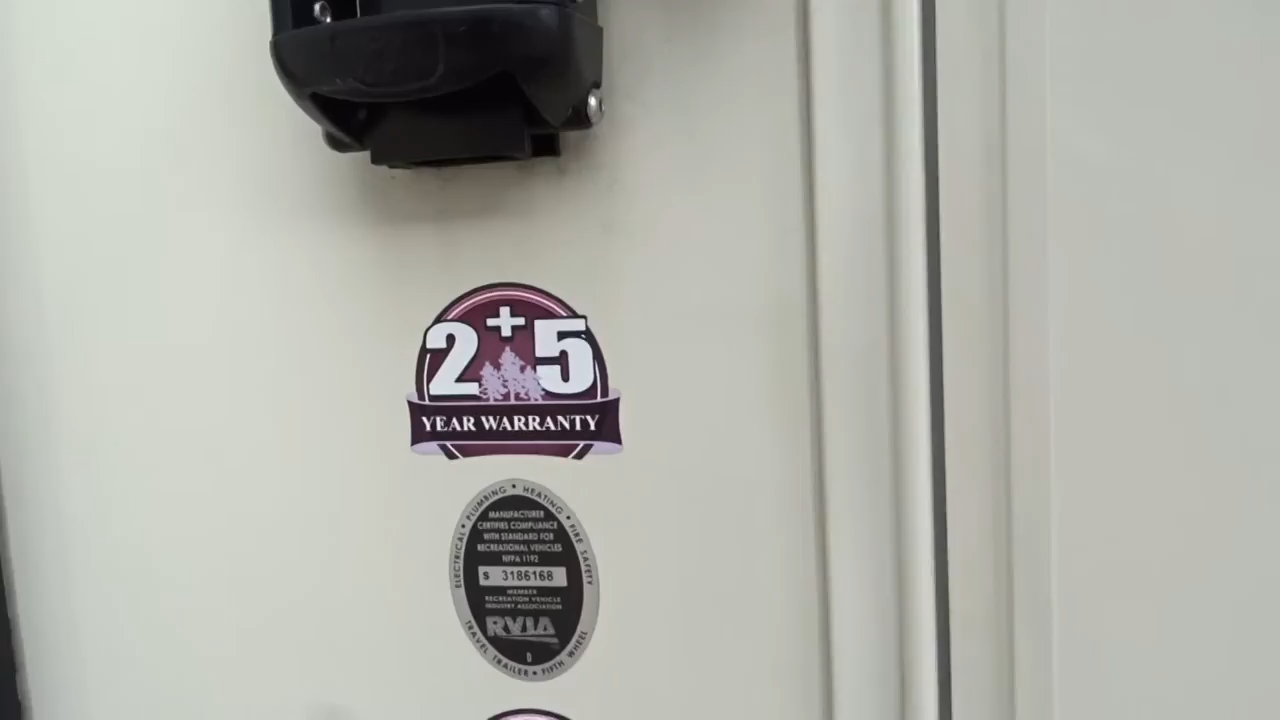 2+5
YEAR WARRANTY
ELECTRICAL • PLUMBING • HEATING • FIRE SAFETY
MANUFACTURER
CERTIFIES COMPLIANCE
WITH STANDARD FOR
RECREATIONAL VEHICLES
NFPA 1192
S 3186168
MEMBER
RECREATION VEHICLE
INDUSTRY ASSOCIATION
RVIA
D
TRAVEL TRAILER • FIFTH WHEEL